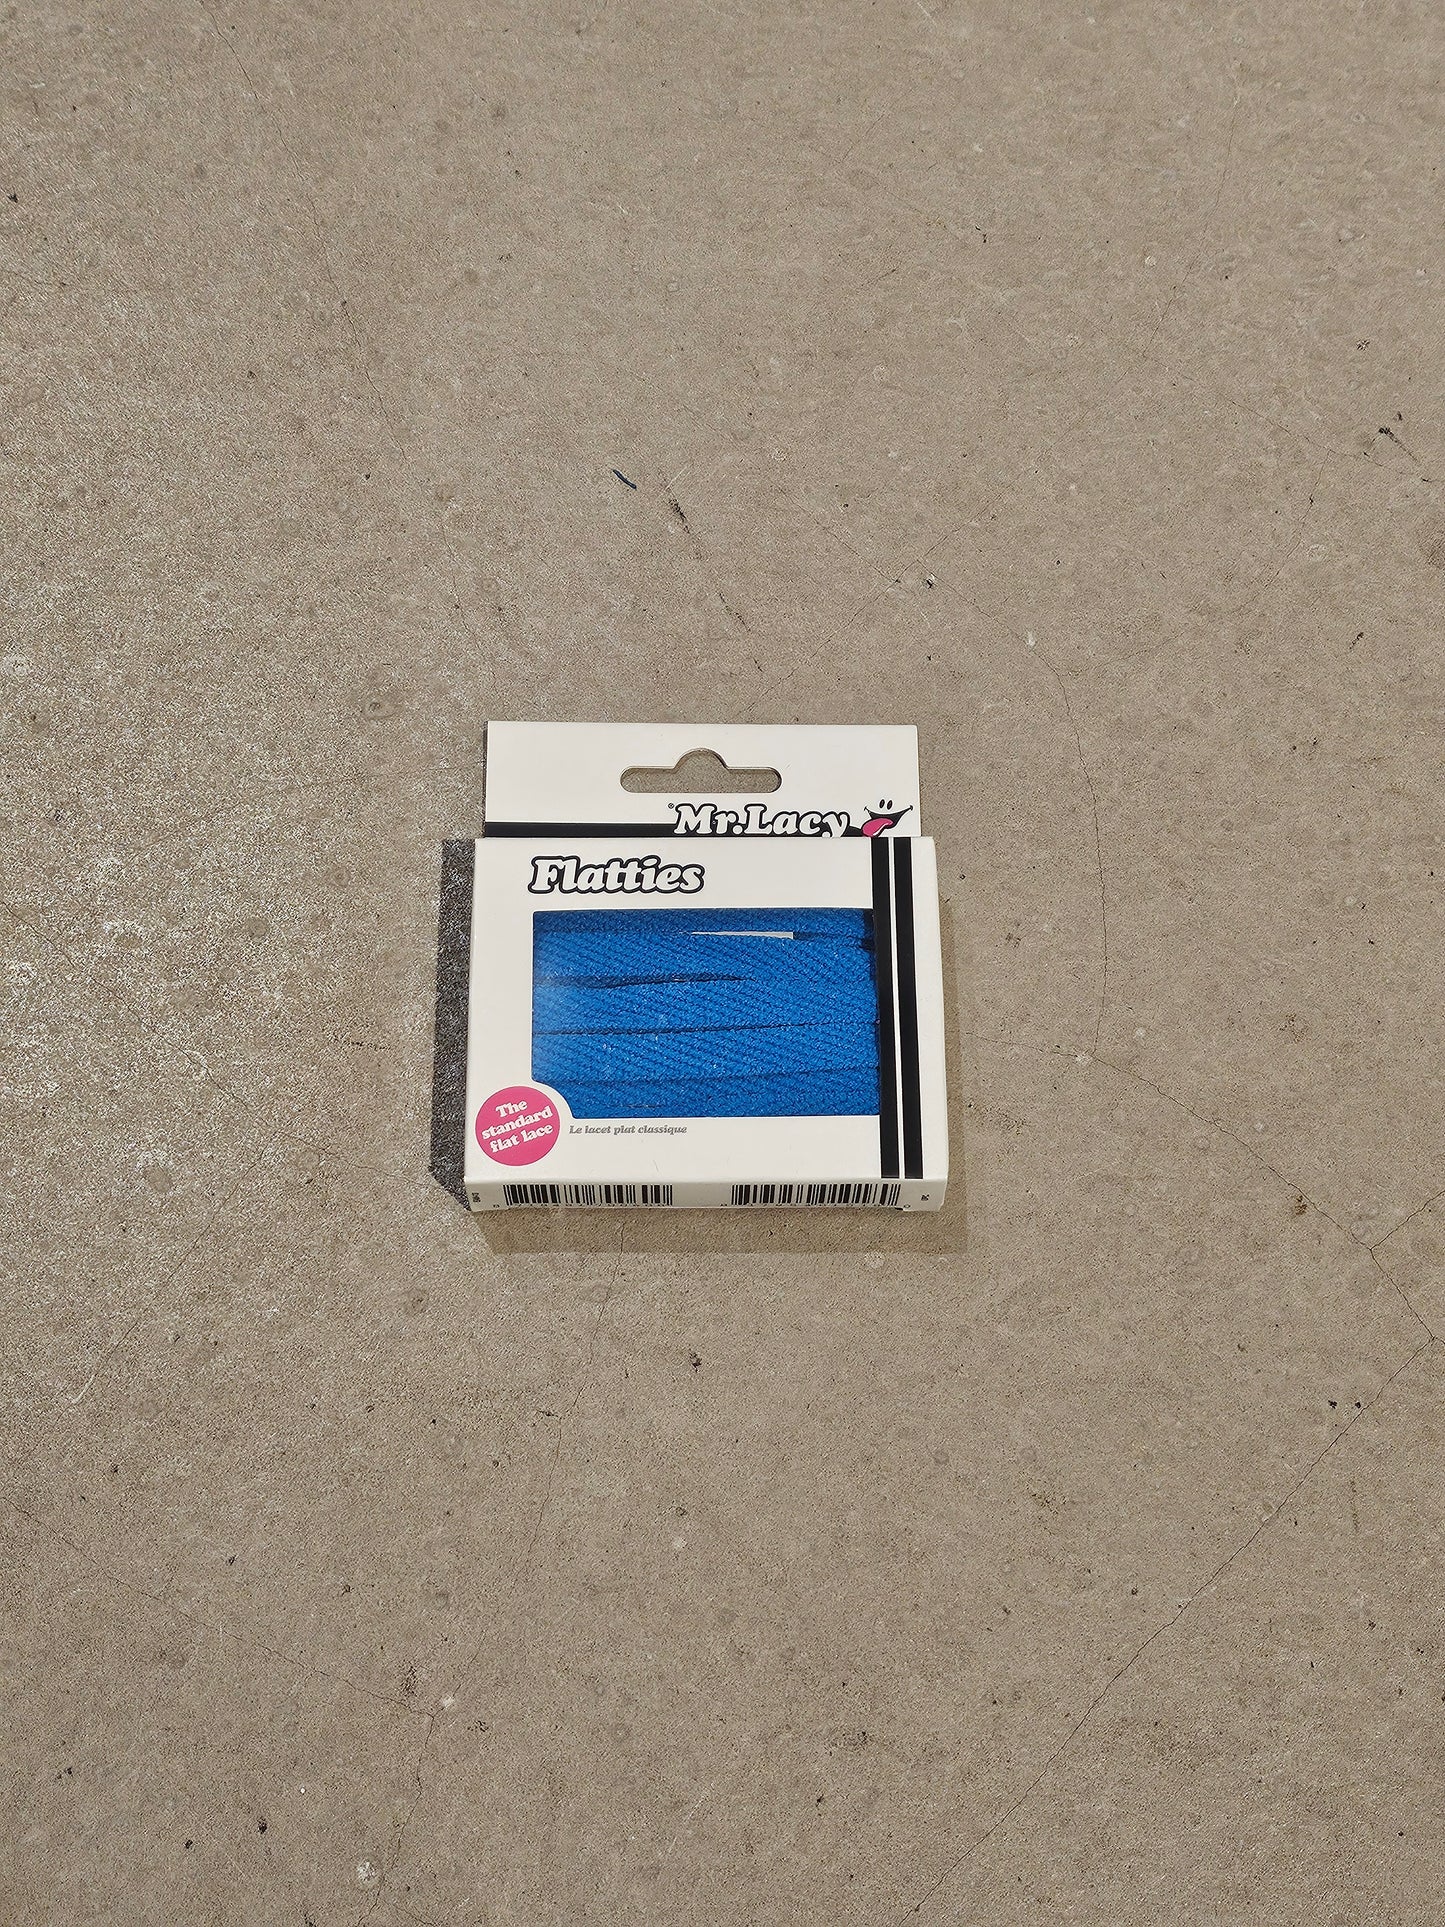 ®Mr.Lacy
Flatties
The
standard
flat lace
Le lacet plat classique